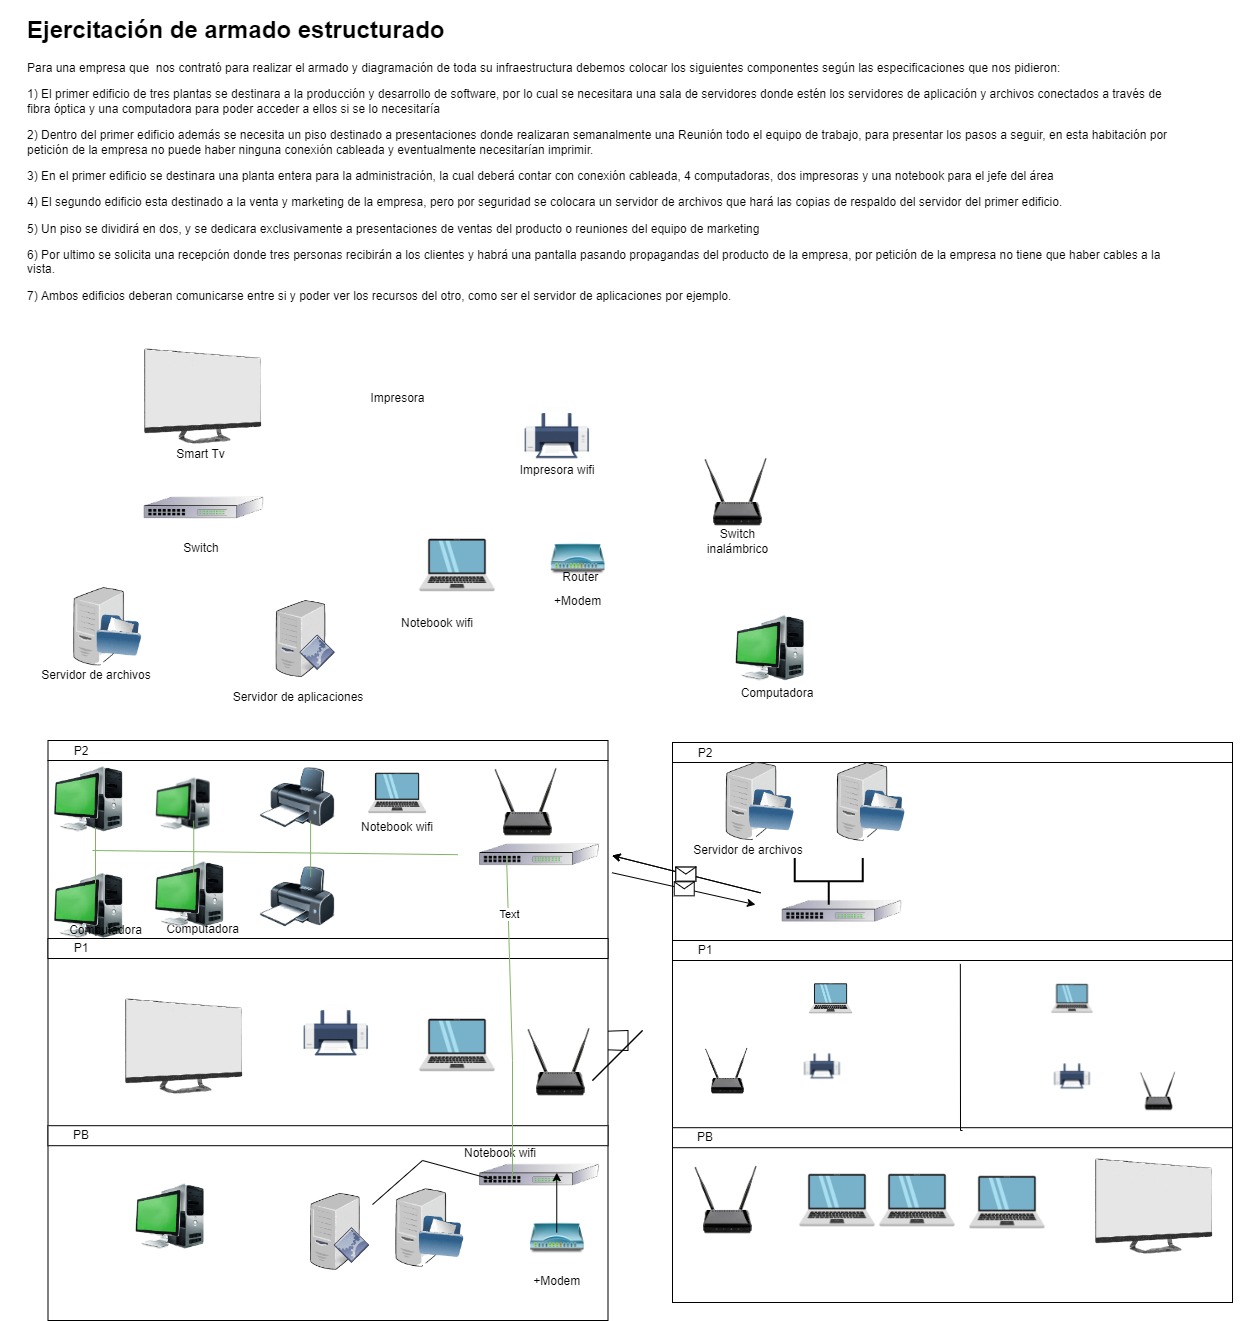 Ejercitación de armado estructurado
Para una empresa que  nos contrató para realizar el armado y diagramación de toda su infraestructura debemos colocar los siguientes componentes según las especificaciones que nos pidieron:
1) El primer edificio de tres plantas se destinara a la producción y desarrollo de software, por lo cual se necesitara una sala de servidores donde estén los servidores de aplicación y archivos conectados a través de
fibra óptica y una computadora para poder acceder a ellos si se lo necesitaría
2) Dentro del primer edificio además se necesita un piso destinado a presentaciones donde realizaran semanalmente una Reunión todo el equipo de trabajo, para presentar los pasos a seguir, en esta habitación por
petición de la empresa no puede haber ninguna conexión cableada y eventualmente necesitarían imprimir.
3) En el primer edificio se destinara una planta entera para la administración, la cual deberá contar con conexión cableada, 4 computadoras, dos impresoras y una notebook para el jefe del área
4) El segundo edificio esta destinado a la venta y marketing de la empresa, pero por seguridad se colocara un servidor de archivos que hará las copias de respaldo del servidor del primer edificio.
5) Un piso se dividirá en dos, y se dedicara exclusivamente a presentaciones de ventas del producto o reuniones del equipo de marketing
6) Por ultimo se solicita una recepción donde tres personas recibirán a los clientes y habrá una pantalla pasando propagandas del producto de la empresa, por petición de la empresa no tiene que haber cables a la
vista.
7) Ambos edificios deberan comunicarse entre si y poder ver los recursos del otro, como ser el servidor de aplicaciones por ejemplo.
Impresora
Smart Tv
Impresora wifi
Switch
inalámbrico
Switch
Router
+Modem
Notebook wifi
Servidor de archivos
Servidor de aplicaciones
Computadora
P2
Notebook wifi
Text
Computadora
Computadora
P1
PB
Notebook wifi
+Modem
P2
Servidor de archivos
P1
PB